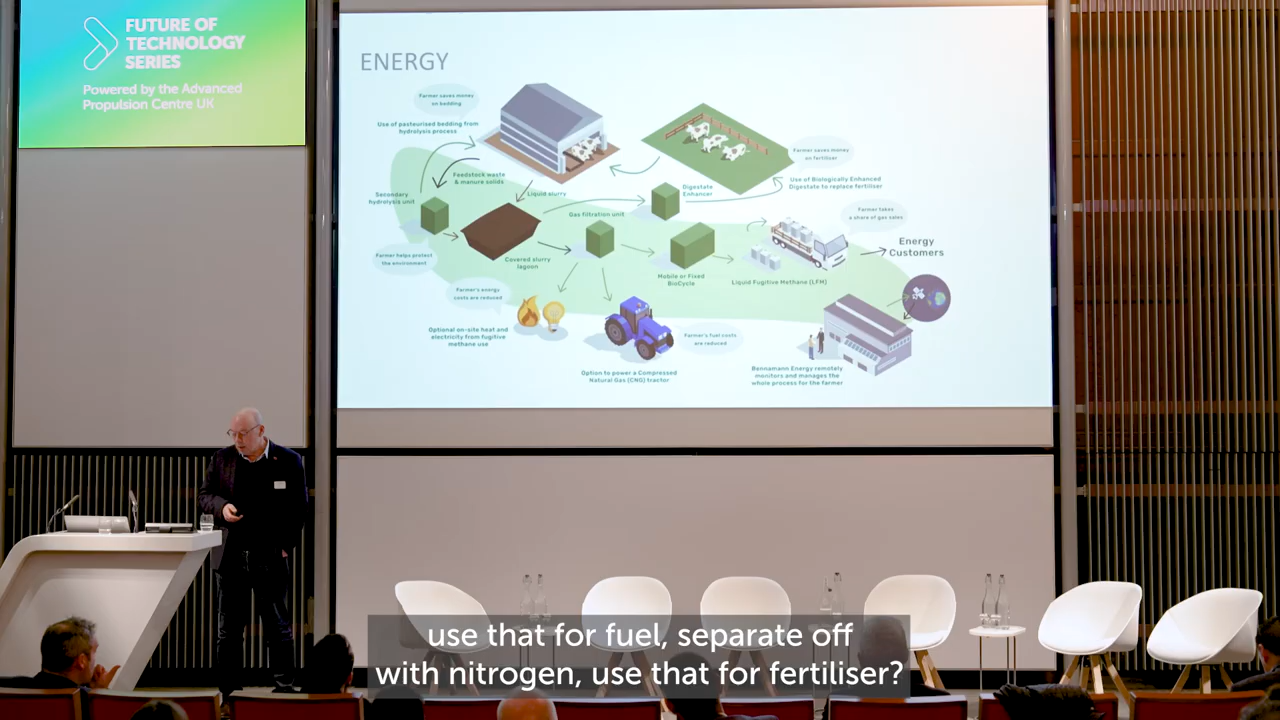 FUTURE OF
TECHNOLOGY
SERIES
Powered by the Advanced
Propulsion Centre UK
ENERGY
Farmer saves money
on bedding
Use of pasteurised bedding from
hydrolysis process
Feedstock waste
& manure solids
Liquid slurry
Secondary
hydrolysis unit
Digestate
Enhancer
Farmer saves money
on fertiliser
Use of Biologically Enhanced
Digestate to replace fertiliser
Gas filtration unit
Farmer takes
a share of gas sales
Energy
Customers
Farmer helps protect
the environment
Covered slurry
lagoon
Mobile or Fixed
BioCycle
Liquid Fugitive Methane (LFM)
Farmer's energy
costs are reduced
Optional on-site heat and
electricity from fugitive
methane use
Farmer's fuel costs
are reduced
Option to power a Compressed
Natural Gas (CNG) tractor
Bennamann Energy remotely
monitors and manages the
whole process for the farmer
use that for fuel, separate off
with nitrogen, use that for fertiliser?